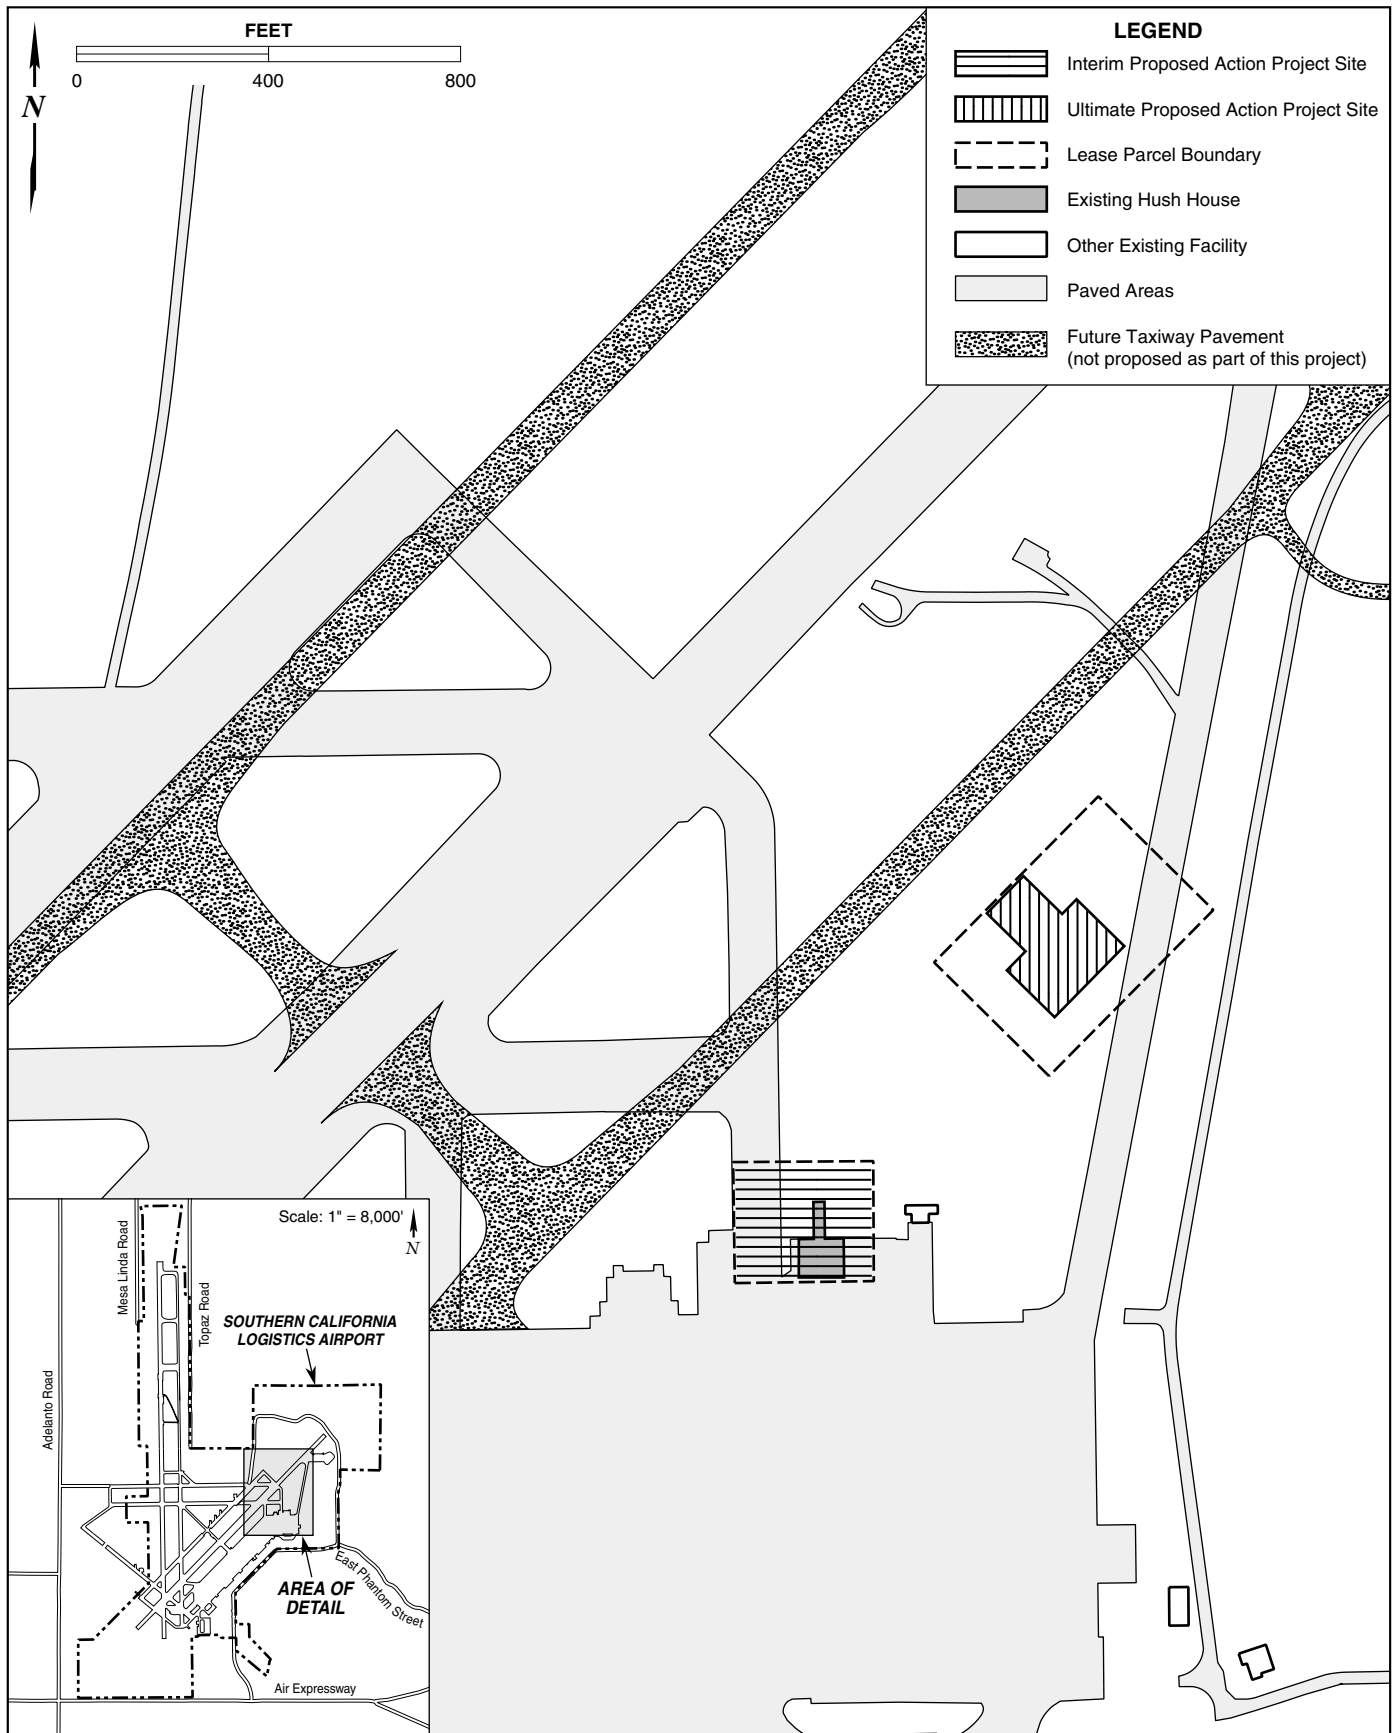 FEET
0 400 800
N
LEGEND
Interim Proposed Action Project Site
Ultimate Proposed Action Project Site
Lease Parcel Boundary
Existing Hush House
Other Existing Facility
Paved Areas
Future Taxiway Pavement
(not proposed as part of this project)
Scale: 1" = 8,000'
N
Mesa Linda Road
Topaz Road
SOUTHERN CALIFORNIA
LOGISTICS AIRPORT
Adelanto Road
AREA OF
DETAIL
East Phantom Street
Air Expressway